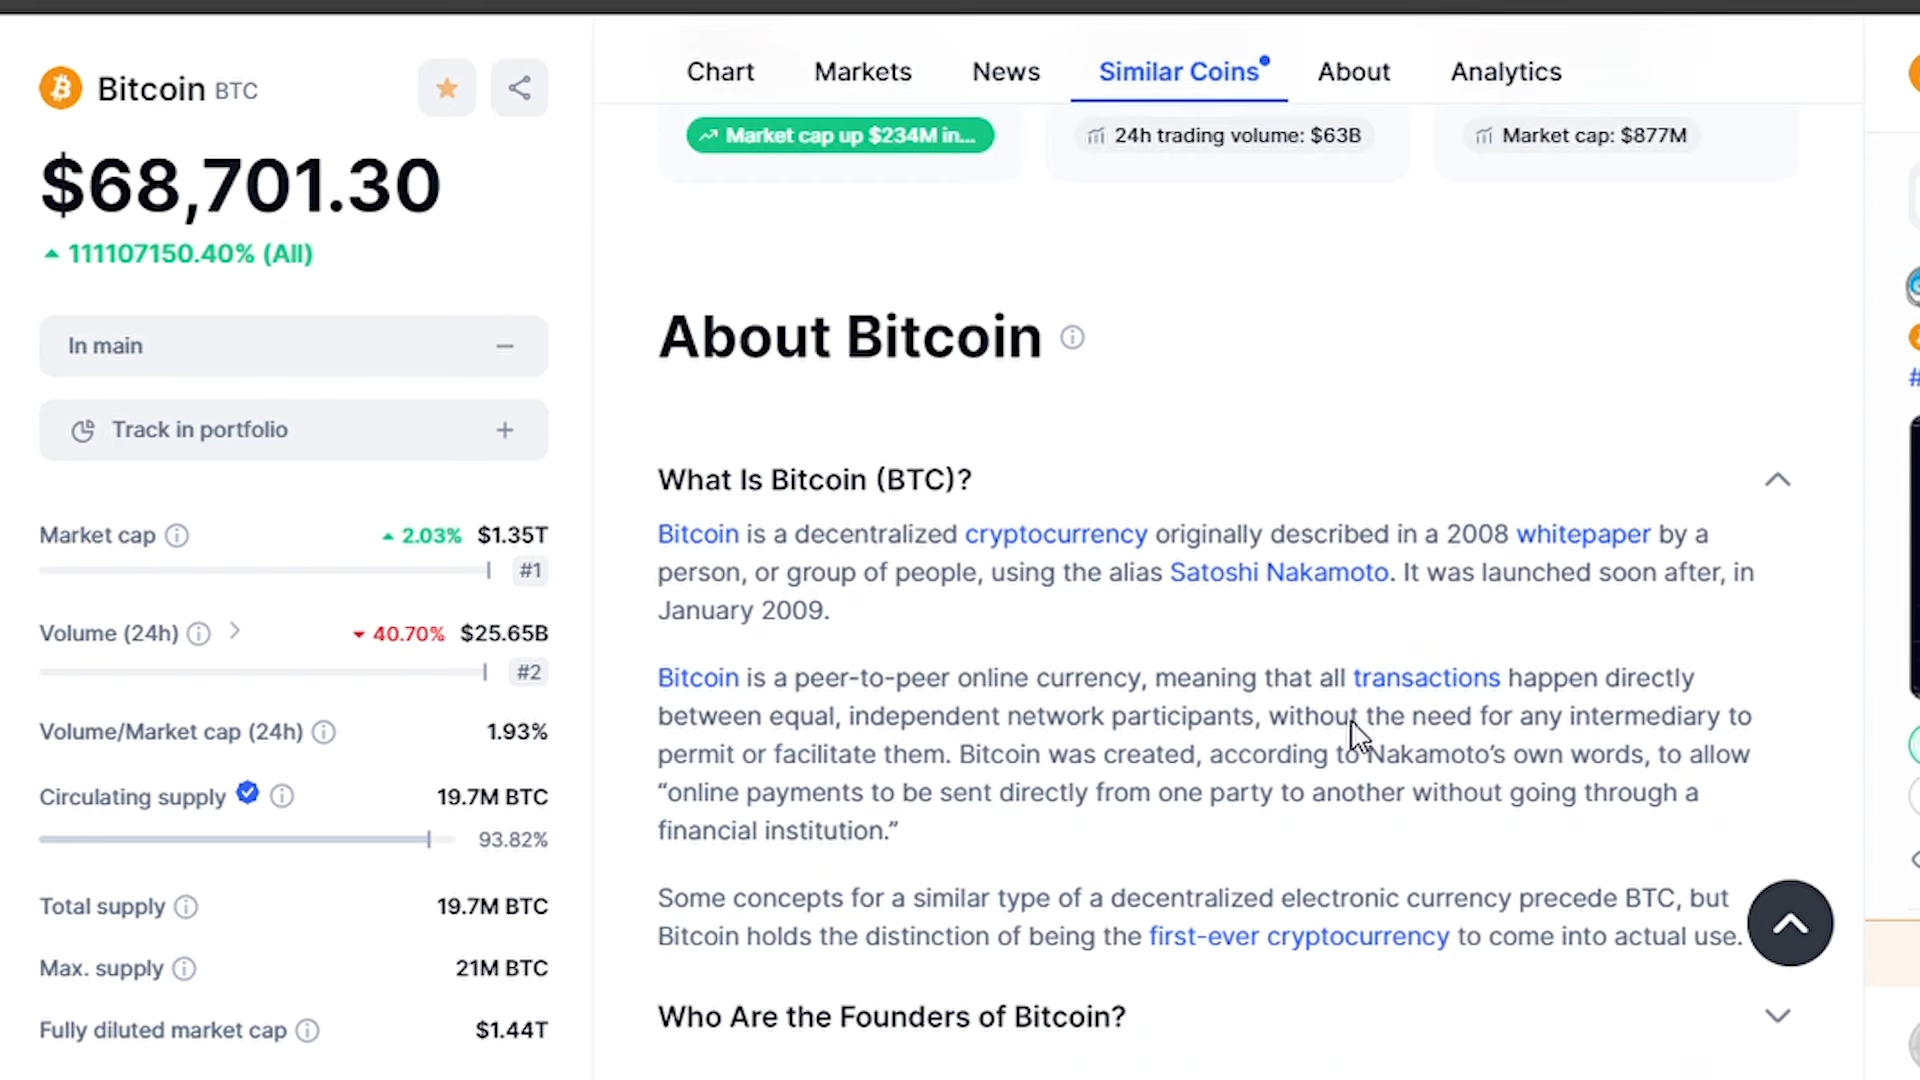 Bitcoin BTC
$68,701.30
111107150.40% (All)
In main
Track in portfolio
Market cap 2.03% $1.35T
#1
Volume (24h) 40.70% $25.65B
#2
Volume/Market cap (24h) 1.93%
Circulating supply 19.7M BTC
93.82%
Total supply 19.7M BTC
Max. supply 21M BTC
Fully diluted market cap $1.44T
Chart Markets News Similar Coins About Analytics
Market cap up $234M in... 24h trading volume: $63B Market cap: $877M
About Bitcoin
What Is Bitcoin (BTC)?
Bitcoin is a decentralized cryptocurrency originally described in a 2008 whitepaper by a
person, or group of people, using the alias Satoshi Nakamoto. It was launched soon after, in
January 2009.
Bitcoin is a peer-to-peer online currency, meaning that all transactions happen directly
between equal, independent network participants, without the need for any intermediary to
permit or facilitate them. Bitcoin was created, according to Nakamoto’s own words, to allow
“online payments to be sent directly from one party to another without going through a
financial institution.”
Some concepts for a similar type of a decentralized electronic currency precede BTC, but
Bitcoin holds the distinction of being the first-ever cryptocurrency to come into actual use.
Who Are the Founders of Bitcoin?
#